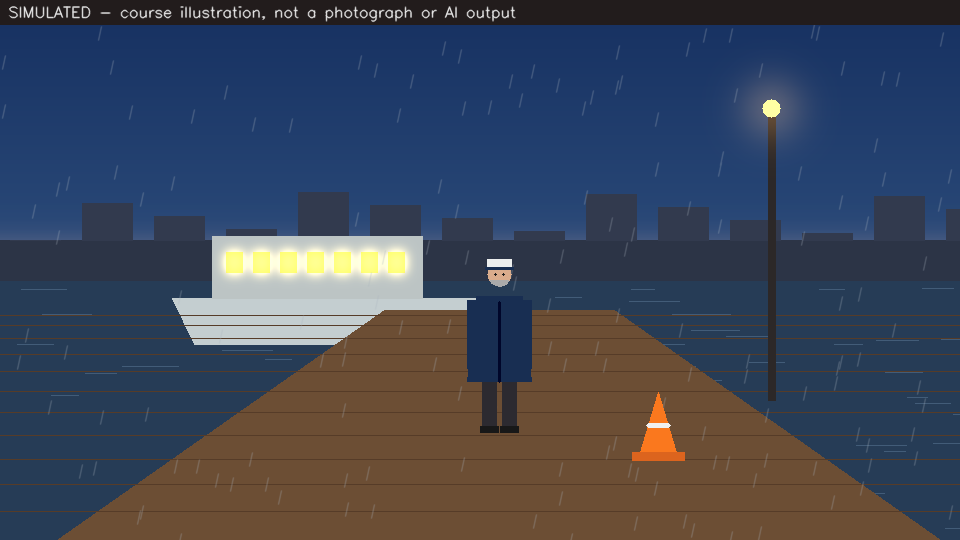 SIMULATED — course illustration, not a photograph or AI output